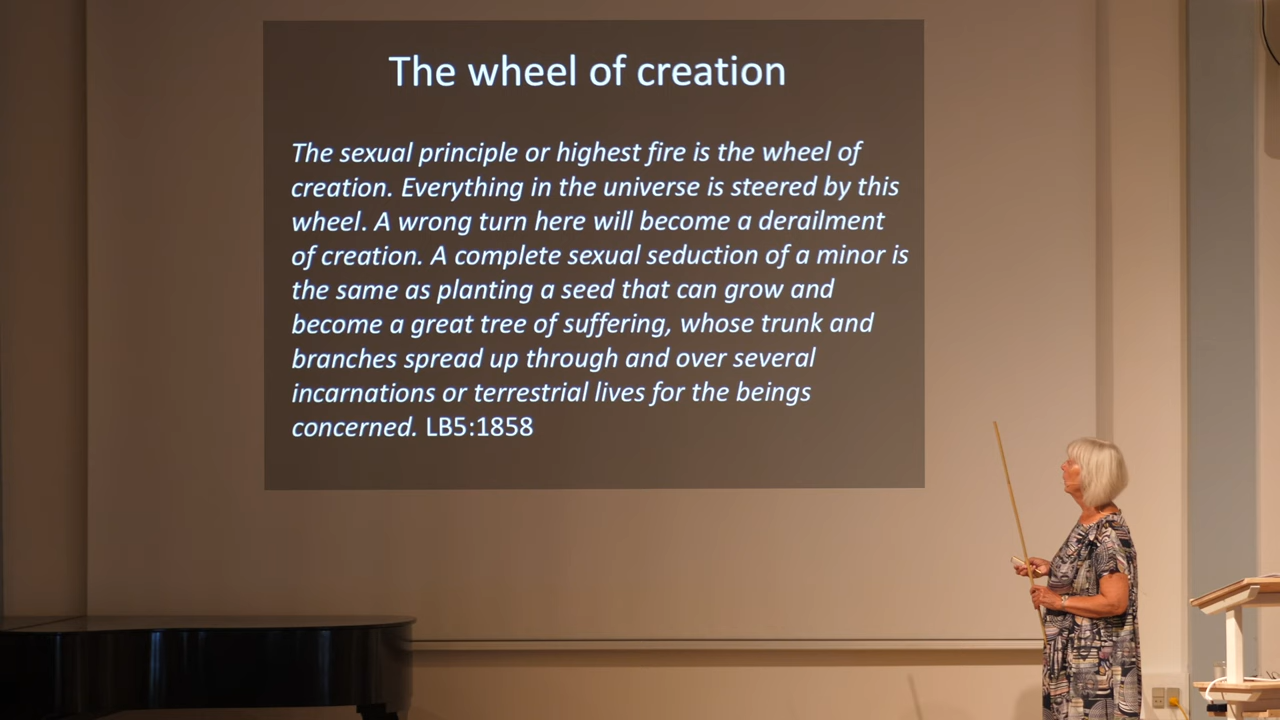 The wheel of creation
The sexual principle or highest fire is the wheel of
creation. Everything in the universe is steered by this
wheel. A wrong turn here will become a derailment
of creation. A complete sexual seduction of a minor is
the same as planting a seed that can grow and
become a great tree of suffering, whose trunk and
branches spread up through and over several
incarnations or terrestrial lives for the beings
concerned. LB5:1858